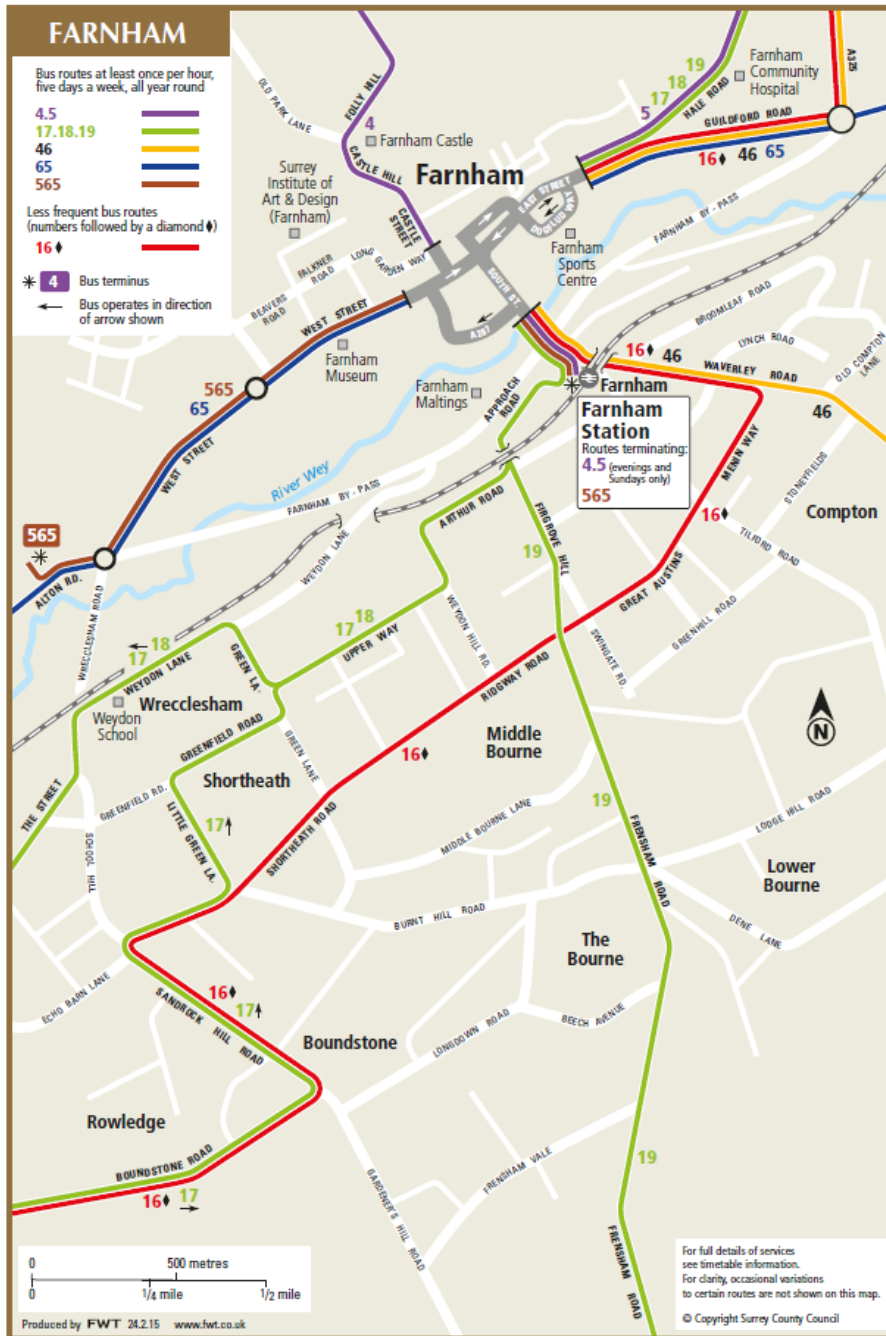 FARNHAM
Bus routes at least once per hour,
five days a week, all year round
4.5
17.18.19
46
65
565
Less frequent bus routes
(numbers followed by a diamond♦)
16♦
4 Bus terminus
Bus operates in direction
of arrow shown
OLD PARK LANE
FOLLY HILL
4
Farnham Castle
CASTLE HILL
CASTLE
STREET
Surrey
Institute of
Art & Design
(Farnham)
Farnham
19
18
17
5
HALE ROAD
Farnham
Community
Hospital
A325
GUILDFORD ROAD
16♦ 46 65
EAST STREET
DOGFLUD WAY
FARNHAM BY - PASS
Farnham
Sports
Centre
LONG
GARDEN WAY
FALKNER
ROAD
BEAVERS
ROAD
WEST STREET
SOUTH ST.
A287
Farnham
Museum
Farnham
Maltings
APPROACH
ROAD
BROOMLEAF ROAD
LYNCH ROAD
OLD COMPTON
LANE
16♦ 46
WAVERLEY ROAD
46
Farnham
Farnham
Station
Routes terminating:
4.5 (evenings and
Sundays only)
565
565
65
WEST STREET
River Wey
FARNHAM BY - PASS
565
ALTON RD.
WRECCLESHAM ROAD
WEYDON LANE
ARTHUR ROAD
FIRGROVE HILL
19
MENIN WAY
16♦
STONEYFIELDS
Compton
TILFORD ROAD
GREAT AUSTINS
GREENHILL ROAD
SWINGATE RD.
WEYDON HILL RD.
17 18
UPPER WAY
18
17
WEYDON LANE
GREEN LA.
Weydon
School
Wrecclesham
GREENFIELD ROAD
GREEN LANE
RIDGWAY ROAD
Middle
Bourne
N
16♦
Shortheath
GREENFIELD RD.
THE STREET
17
LITTLE GREEN LA.
SCHOOL HILL
SHORTHEATH ROAD
MIDDLE BOURNE LANE
19
FRENSHAM ROAD
LODGE HILL ROAD
Lower
Bourne
BURNT HILL ROAD
DENE LANE
The
Bourne
ECHO BARN LANE
16♦
17
SANDROCK HILL ROAD
Boundstone
LONGDOWN ROAD
BEECH AVENUE
Rowledge
BOUNDSTONE ROAD
16♦ 17
GARDENER'S HILL ROAD
FRENSHAM VALE
19
FRENSHAM ROAD
0 500 metres
0 1/4 mile 1/2 mile
Produced by FWT 24.2.15 www.fwt.co.uk
For full details of services
see timetable information.
For clarity, occasional variations
to certain routes are not shown on this map.
© Copyright Surrey County Council